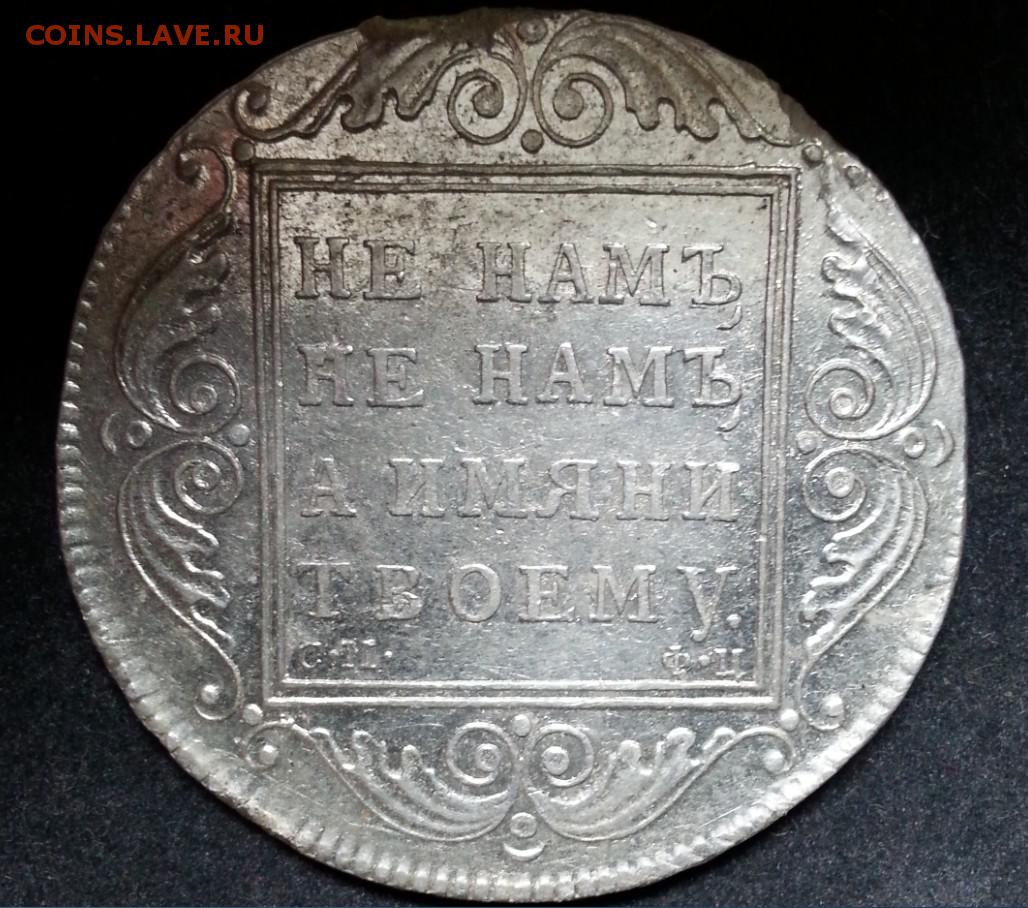 COINS.LAVE.RU
НЕ НАМЪ
НЕ НАМЪ
А ИМЯНИ
ТВОЕМУ.
С·М· Ф·Ц